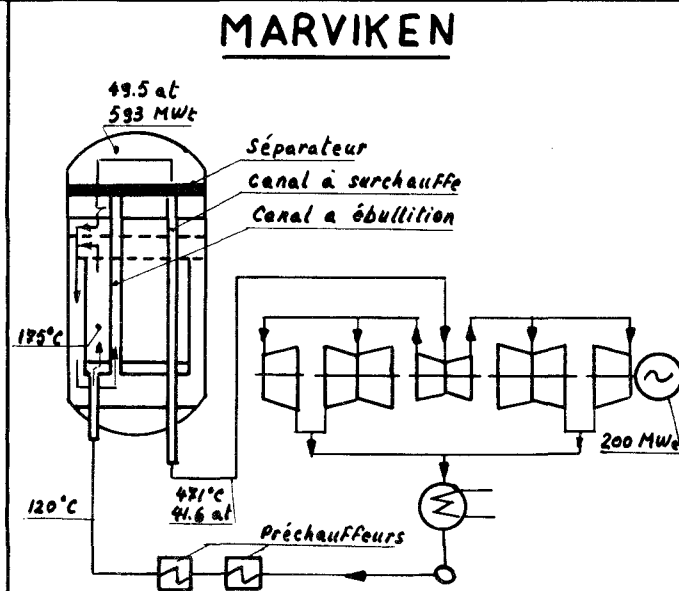 MARVIKEN
49.5 at
593 MWt
Séparateur
Canal à surchauffe
Canal a ébullition
175°C
200 MWe
471°C
41.6 at
120°C
Préchauffeurs